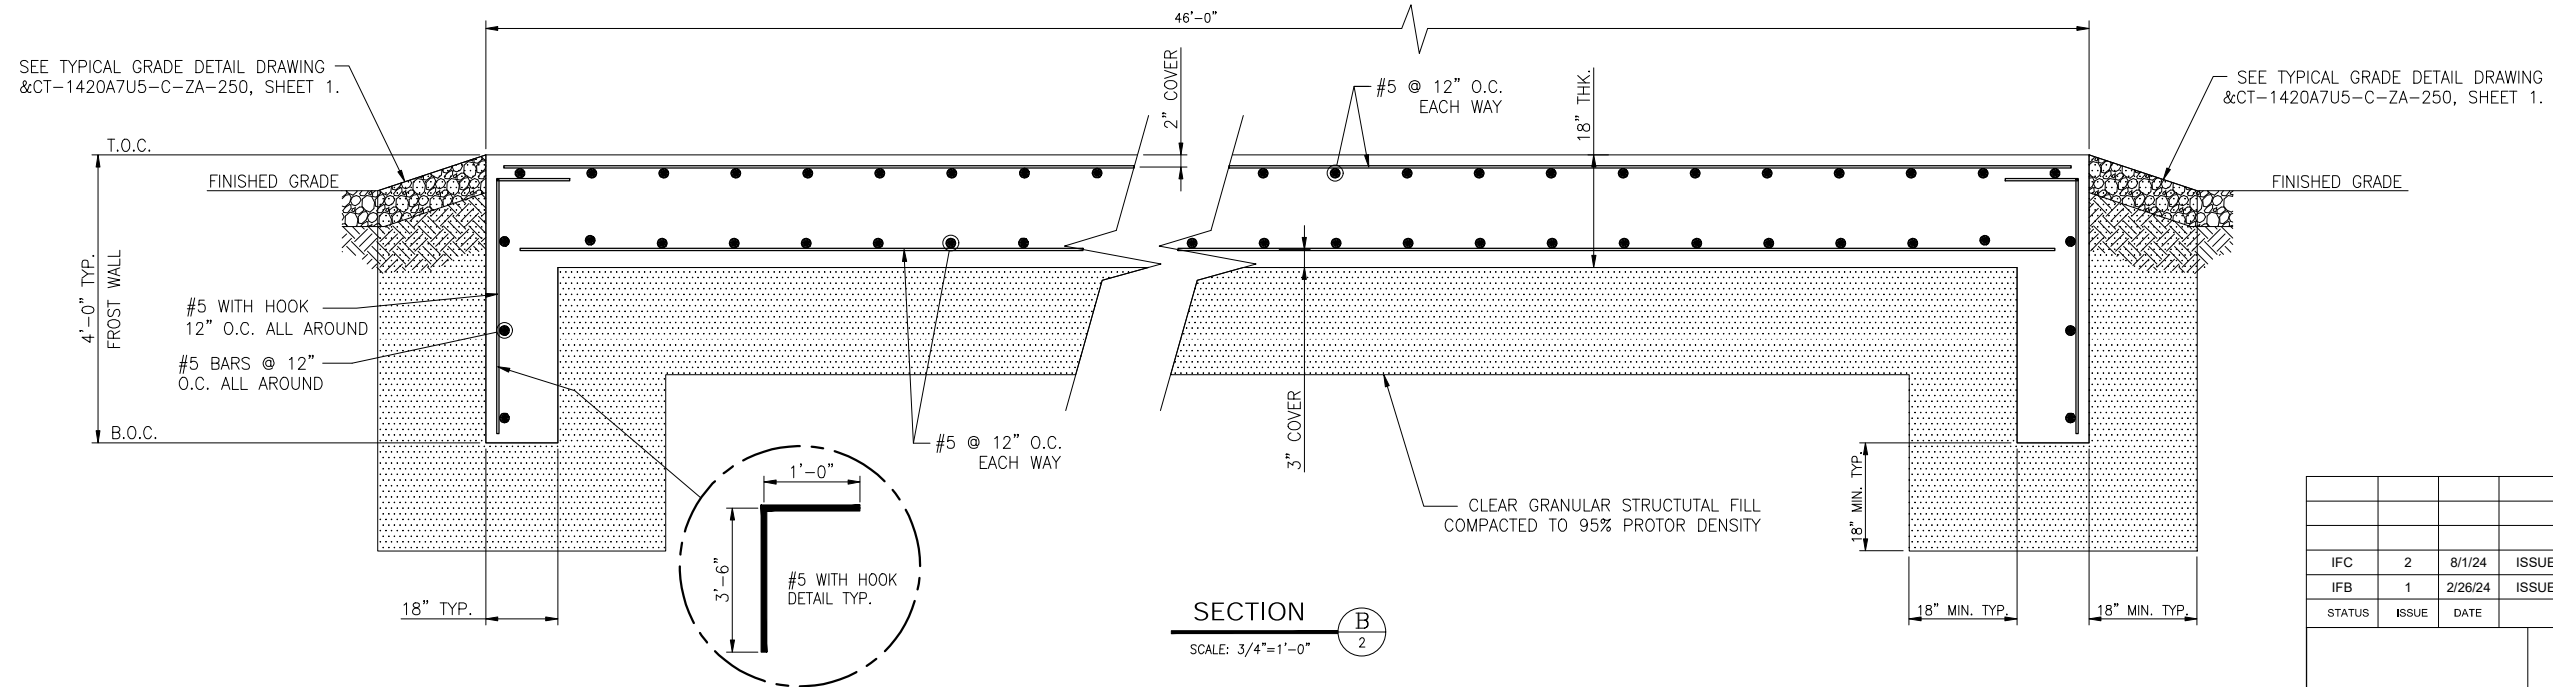 46'-0"
SEE TYPICAL GRADE DETAIL DRAWING
&CT-1420A7U5-C-ZA-250, SHEET 1.
2" COVER
#5 @ 12" O.C.
EACH WAY
18" THK.
SEE TYPICAL GRADE DETAIL DRAWING
&CT-1420A7U5-C-ZA-250, SHEET 1.
T.O.C.
FINISHED GRADE
FINISHED GRADE
4'-0" TYP.
FROST WALL
#5 WITH HOOK
12" O.C. ALL AROUND
#5 BARS @ 12"
O.C. ALL AROUND
B.O.C.
#5 @ 12" O.C.
EACH WAY
3" COVER
1'-0"
3'-6"
#5 WITH HOOK
DETAIL TYP.
CLEAR GRANULAR STRUCTUTAL FILL
COMPACTED TO 95% PROTOR DENSITY
18" MIN. TYP.
18" TYP.
18" MIN. TYP.
18" MIN. TYP.
SECTION
B
2
SCALE: 3/4"=1'-0"
IFC 2 8/1/24 ISSUE
IFB 1 2/26/24 ISSUE
STATUS ISSUE DATE